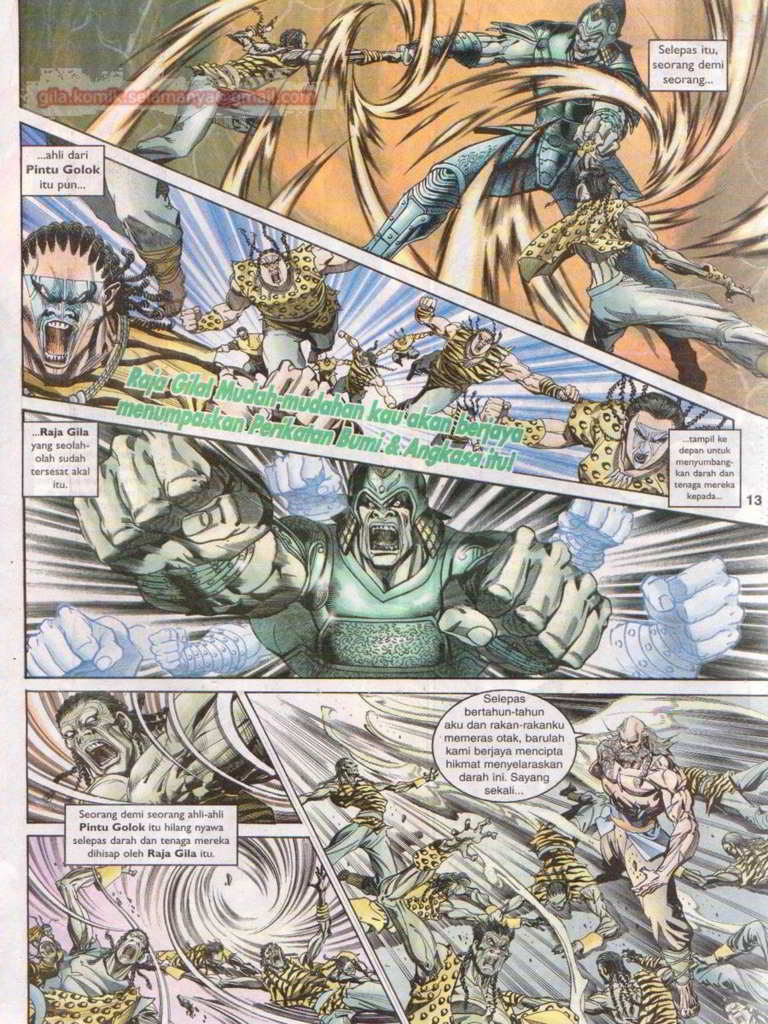 Selepas itu,
seorang demi
seorang...
gila.komik.selamanya@gmail.com
...ahli dari
Pintu Golok
itu pun...
Raja Gila! Mudah-mudahan kau akan berjaya
menumpaskan Perikatan Bumi & Angkasa itu!
...tampil ke
depan untuk
menyumbang-
kan darah dan
tenaga mereka
kepada...
13
...Raja Gila
yang seolah-
olah sudah
tersesat akal
itu.
Seorang demi seorang ahli-ahli
Pintu Golok itu hilang nyawa
selepas darah dan tenaga mereka
dihisap oleh Raja Gila itu.
Selepas
bertahun-tahun
aku dan rakan-rakanku
memeras otak, barulah
kami berjaya mencipta
hikmat menyelaraskan
darah ini. Sayang
sekali...